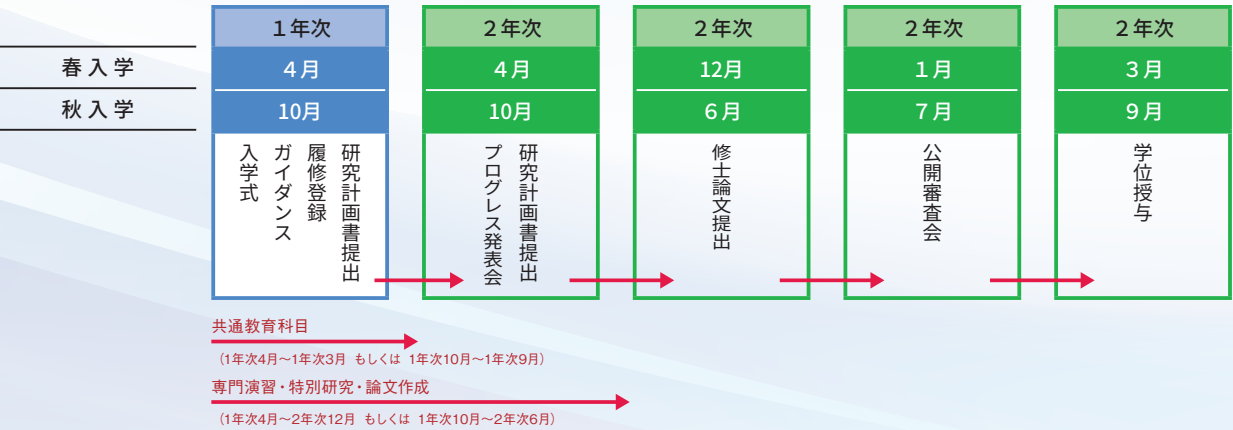 1年次
2年次
2年次
2年次
2年次
春入学
4月
4月
12月
1月
3月
秋入学
10月
10月
6月
7月
9月
研究計画書提出
履修登録
ガイダンス
入学式
研究計画書提出
プログレス発表会
修士論文提出
公開審査会
学位授与
共通教育科目
(1年次4月～1年次3月 もしくは 1年次10月～1年次9月)
専門演習・特別研究・論文作成
(1年次4月～2年次12月 もしくは 1年次10月～2年次6月)